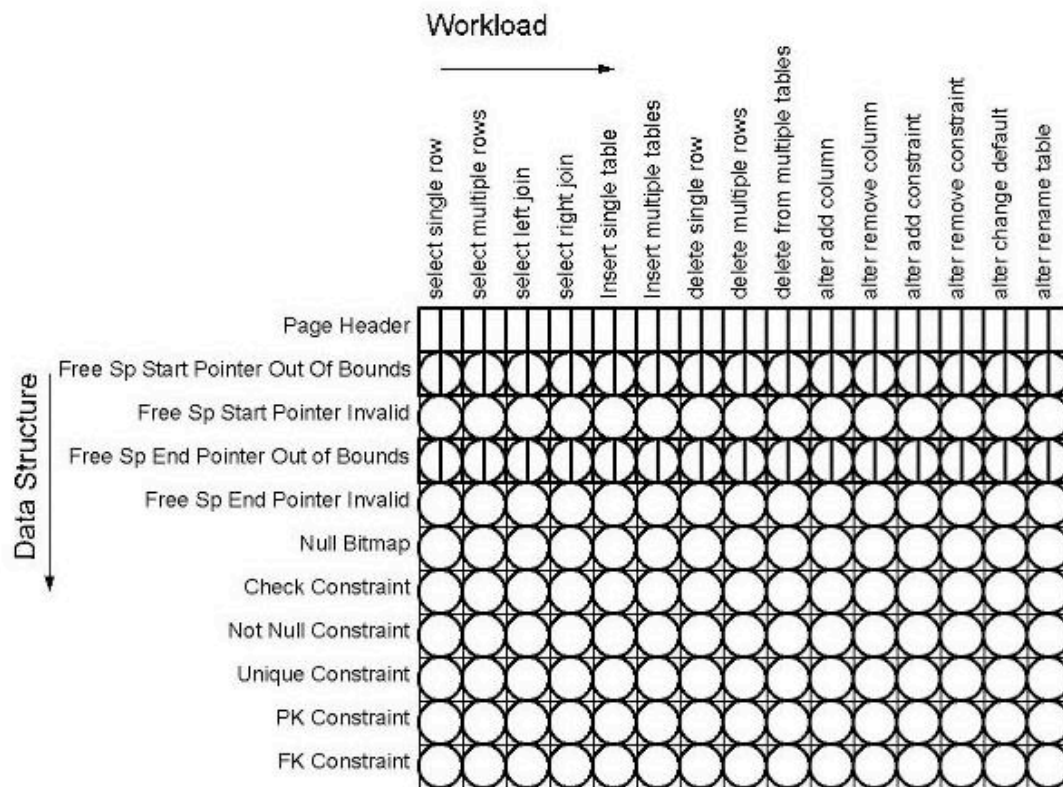 Workload
select single row
select multiple rows
select left join
select right join
Insert single table
Insert multiple tables
delete single row
delete multiple rows
delete from multiple tables
alter add column
alter remove column
alter add constraint
alter remove constraint
alter change default
alter rename table
Data Structure
Page Header
Free Sp Start Pointer Out Of Bounds
Free Sp Start Pointer Invalid
Free Sp End Pointer Out of Bounds
Free Sp End Pointer Invalid
Null Bitmap
Check Constraint
Not Null Constraint
Unique Constraint
PK Constraint
FK Constraint